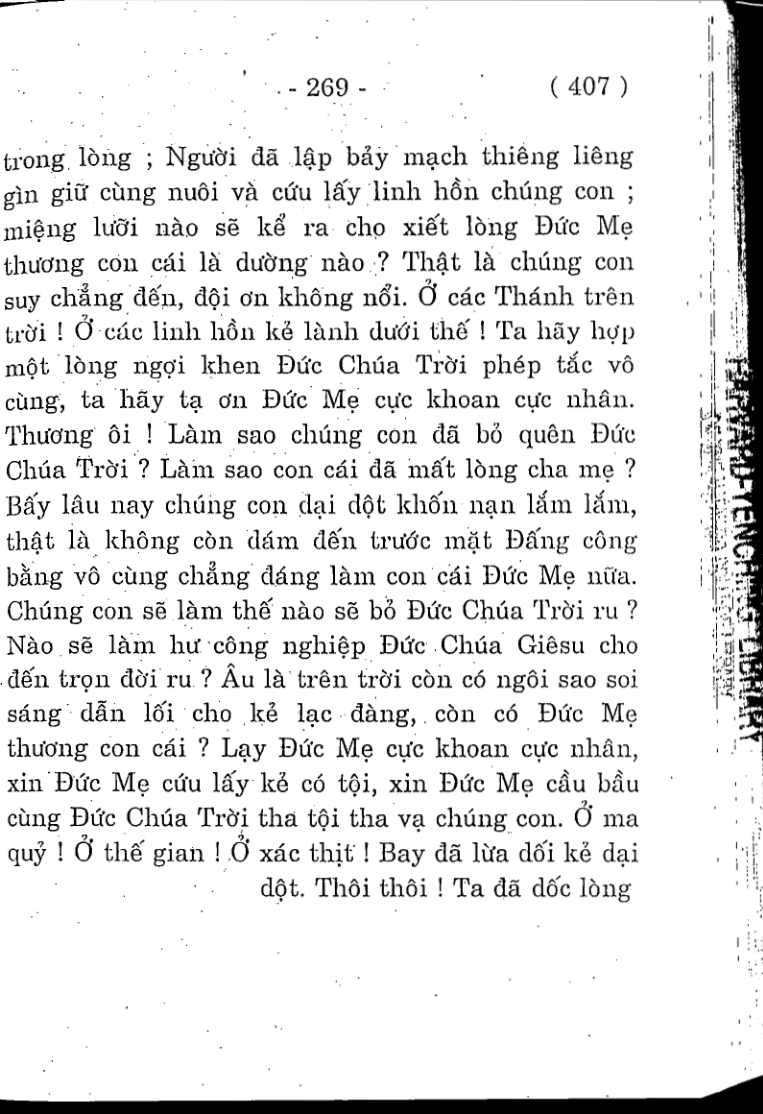 - 269 - ( 407 )
trong lòng ; Người đã lập bảy mạch thiêng liêng
gìn giữ cùng nuôi và cứu lấy linh hồn chúng con ;
miệng lưỡi nào sẽ kể ra cho xiết lòng Đức Mẹ
thương con cái là dường nào ? Thật là chúng con
suy chẳng đến, đội ơn không nổi. Ở các Thánh trên
trời ! Ở các linh hồn kẻ lành dưới thế ! Ta hãy hợp
một lòng ngợi khen Đức Chúa Trời phép tắc vô
cùng, ta hãy tạ ơn Đức Mẹ cực khoan cực nhân.
Thương ôi ! Làm sao chúng con đã bỏ quên Đức
Chúa Trời ? Làm sao con cái đã mất lòng cha mẹ ?
Bấy lâu nay chúng con dại dột khốn nạn lắm lắm,
thật là không còn dám đến trước mặt Đấng công
bằng vô cùng chẳng đáng làm con cái Đức Mẹ nữa.
Chúng con sẽ làm thế nào sẽ bỏ Đức Chúa Trời ru ?
Nào sẽ làm hư công nghiệp Đức Chúa Giêsu cho
đến trọn đời ru ? Âu là trên trời còn có ngôi sao soi
sáng dẫn lối cho kẻ lạc đàng, còn có Đức Mẹ
thương con cái ? Lạy Đức Mẹ cực khoan cực nhân,
xin Đức Mẹ cứu lấy kẻ có tội, xin Đức Mẹ cầu bầu
cùng Đức Chúa Trời tha tội tha vạ chúng con. Ở ma
quỷ ! Ở thế gian ! Ở xác thịt ! Bay đã lừa dối kẻ dại
dột. Thôi thôi ! Ta đã dốc lòng
HARVARD-YENCHING LIBRARY